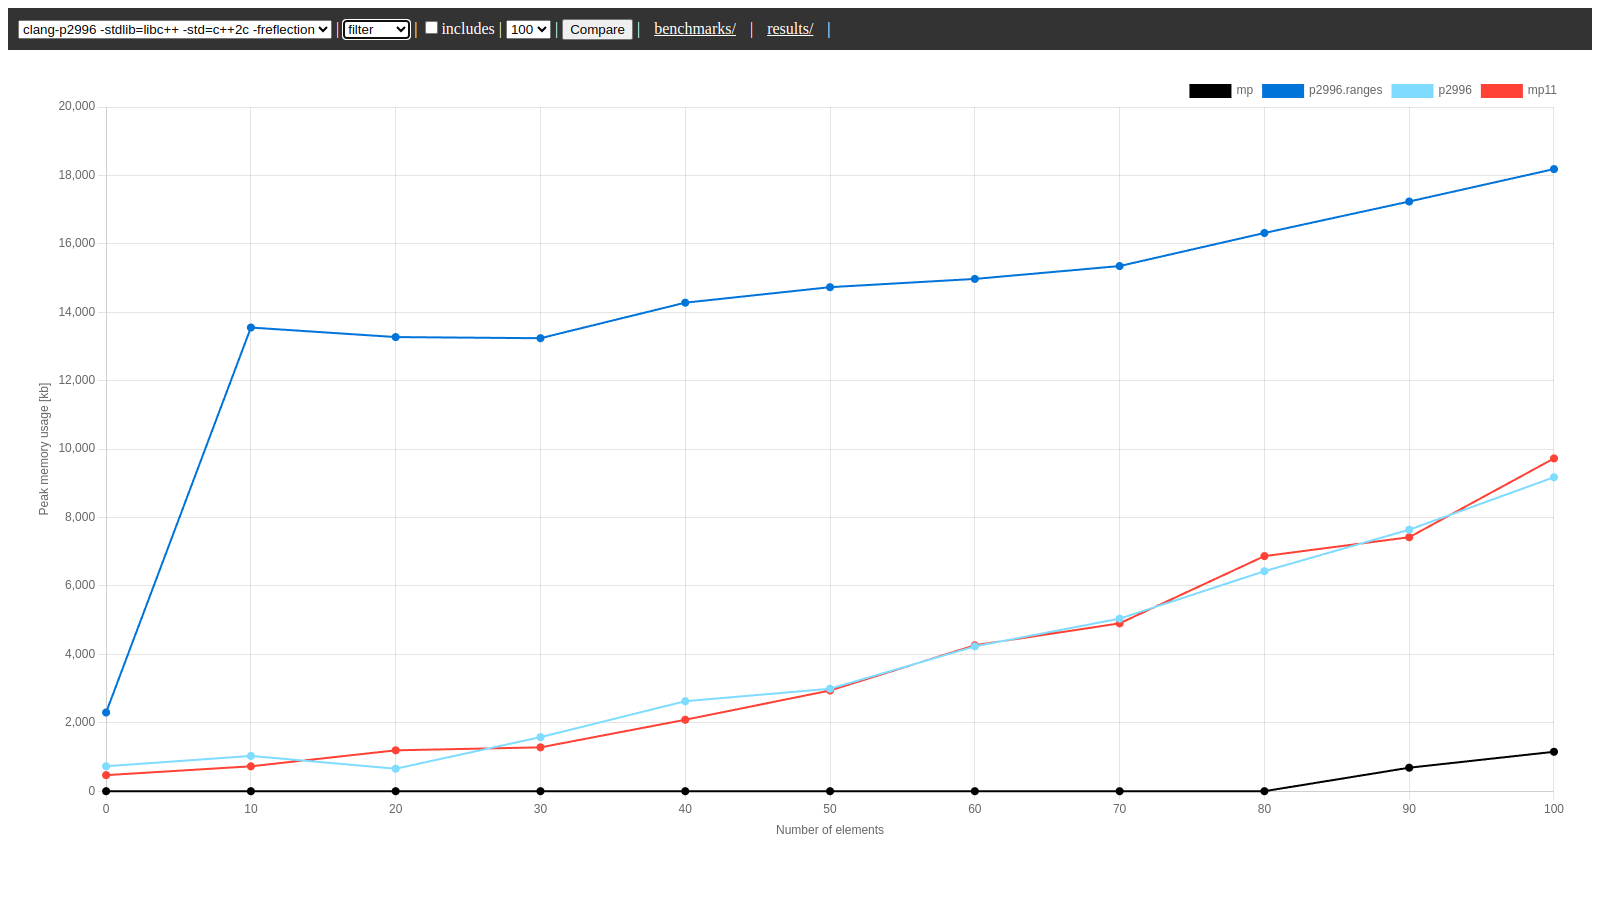 clang-p2996 -stdlib=libc++ -std=c++2c -freflection | filter | includes | 100 | Compare | benchmarks/ | results/ |
mp p2996.ranges p2996 mp11
20,000
18,000
16,000
14,000
12,000
10,000
8,000
6,000
4,000
2,000
0
Peak memory usage [kb]
0 10 20 30 40 50 60 70 80 90 100
Number of elements